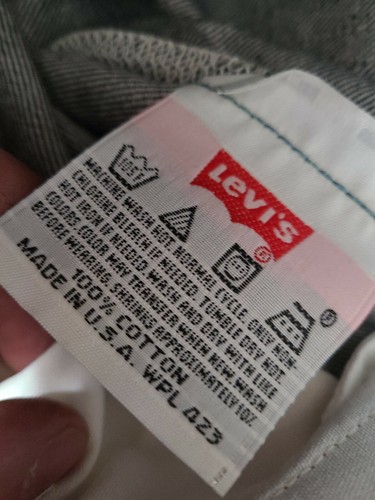 Levi's
®
MACHINE WASH HOT NORMAL CYCLE. ONLY NON-
CHLORINE BLEACH IF NEEDED. TUMBLE DRY HOT.
HOT IRON IF NEEDED. WASH AND DRY WITH LIKE
COLORS. COLOR MAY TRANSFER WHEN NEW. WASH
BEFORE WEARING. SHRINKS APPROXIMATELY 10%.
100% COTTON
MADE IN U.S.A. WPL 423